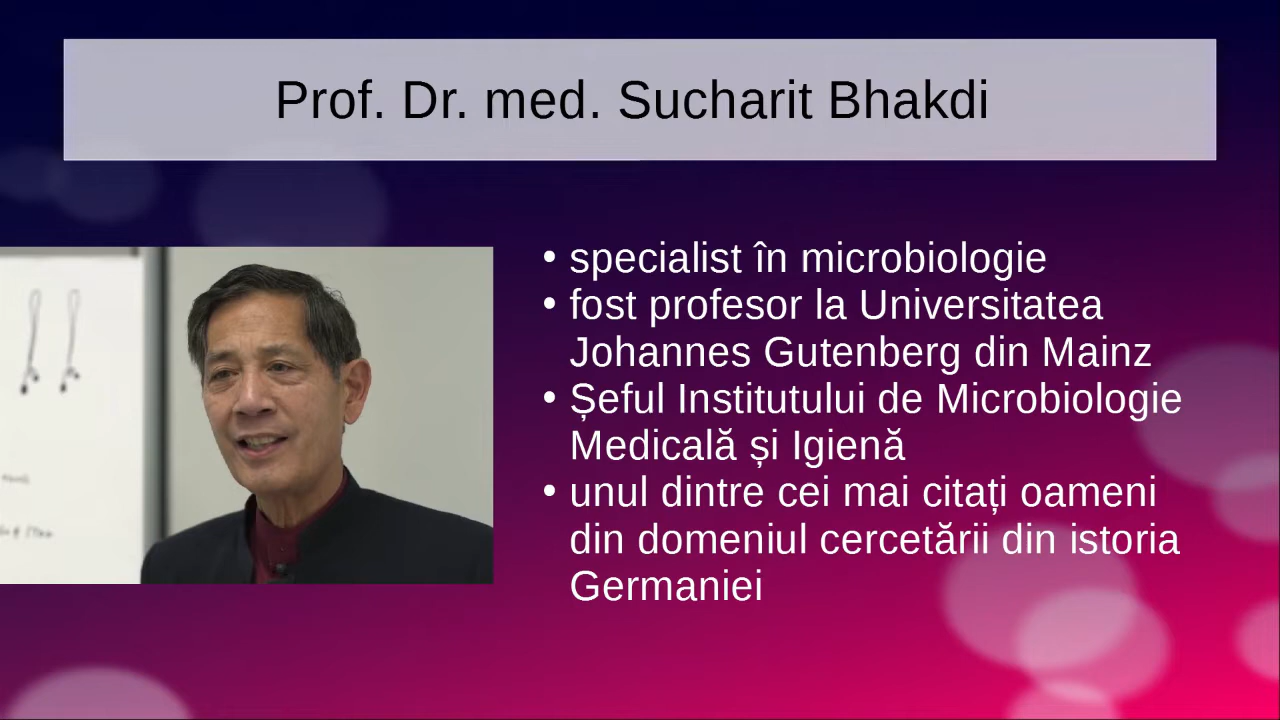 Prof. Dr. med. Sucharit Bhakdi
• specialist în microbiologie
• fost profesor la Universitatea
Johannes Gutenberg din Mainz
• Șeful Institutului de Microbiologie
Medicală și Igienă
• unul dintre cei mai citați oameni
din domeniul cercetării din istoria
Germaniei